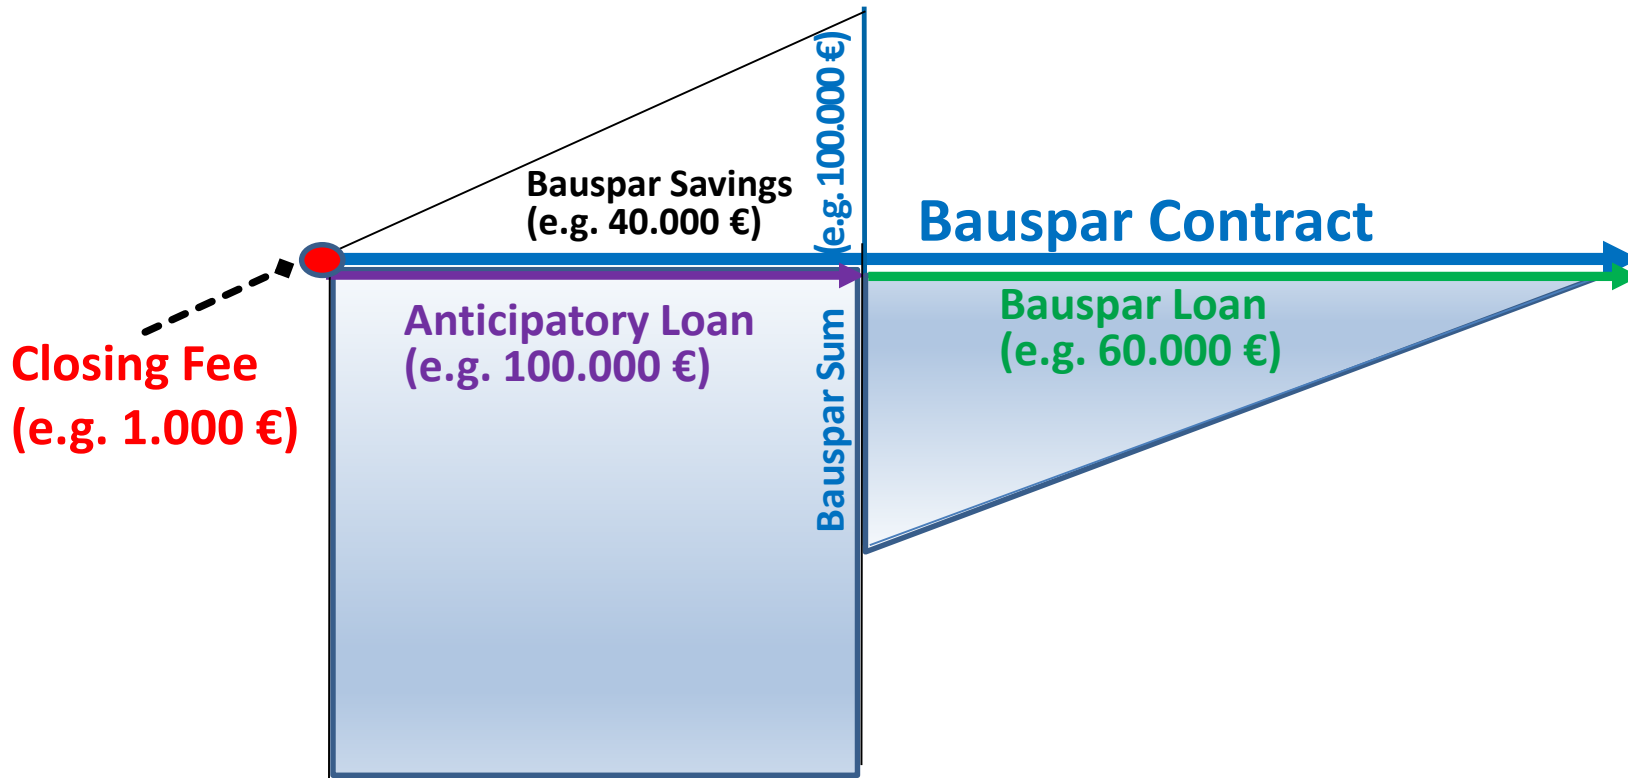 Bauspar Savings
(e.g. 40.000 €)
Bauspar Sum (e.g. 100.000 €)
Bauspar Contract
Closing Fee
(e.g. 1.000 €)
Anticipatory Loan
(e.g. 100.000 €)
Bauspar Loan
(e.g. 60.000 €)